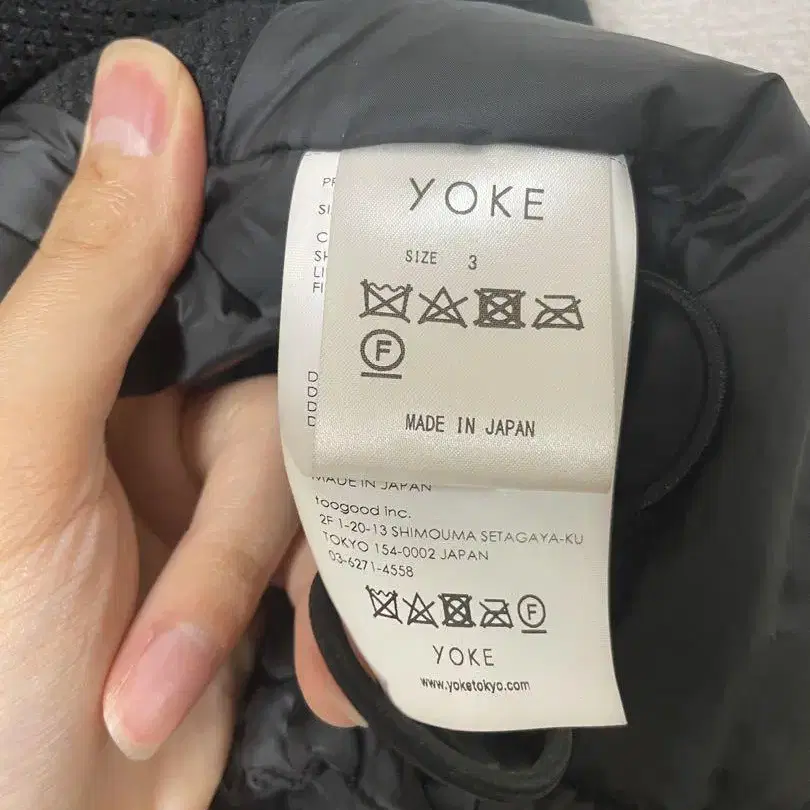 YOKE
SIZE 3
F
MADE IN JAPAN
MADE IN JAPAN
toogood inc.
2F 1-20-13 SHIMOUMA SETAGAYA-KU
TOKYO 154-0002 JAPAN
03-6271-4558
F
YOKE
www.yoketokyo.com